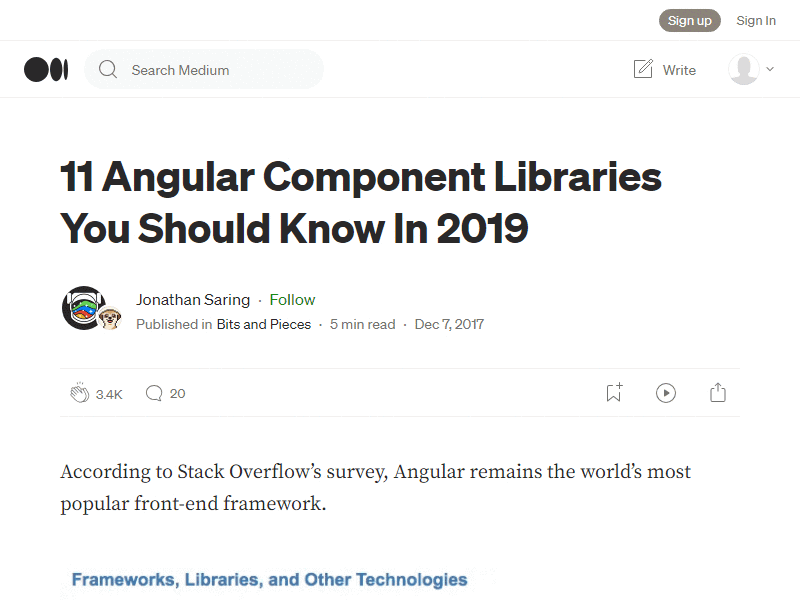 Sign up Sign In
Search Medium Write
11 Angular Component Libraries
You Should Know In 2019
Jonathan Saring · Follow
Published in Bits and Pieces · 5 min read · Dec 7, 2017
3.4K 20
According to Stack Overflow’s survey, Angular remains the world’s most
popular front-end framework.
Frameworks, Libraries, and Other Technologies